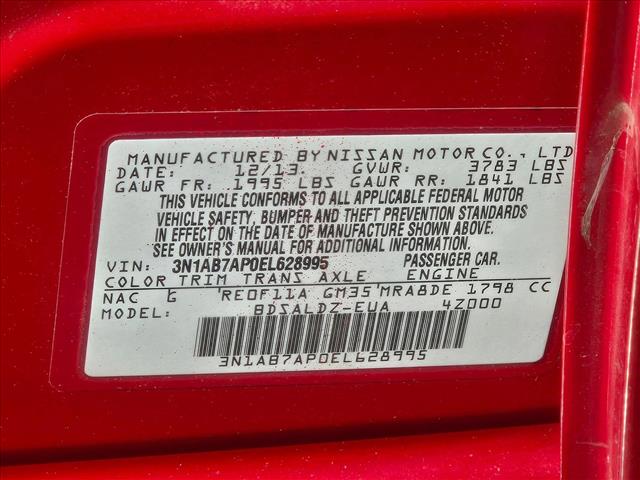 MANUFACTURED BY NISSAN MOTOR CO., LTD
DATE: 12/13. GVWR: 3783 LBS
GAWR FR: 1995 LBS GAWR RR: 1841 LBS
THIS VEHICLE CONFORMS TO ALL APPLICABLE FEDERAL MOTOR
VEHICLE SAFETY, BUMPER AND THEFT PREVENTION STANDARDS
IN EFFECT ON THE DATE OF MANUFACTURE SHOWN ABOVE.
SEE OWNER'S MANUAL FOR ADDITIONAL INFORMATION.
VIN: 3N1AB7AP0EL628995 PASSENGER CAR.
COLOR TRIM TRANS AXLE ENGINE
NAC G RE0F11A GM35 MRA8DE 1798 CC
MODEL: BDSALDZ-EUA 4Z000
3N1AB7AP0EL628995